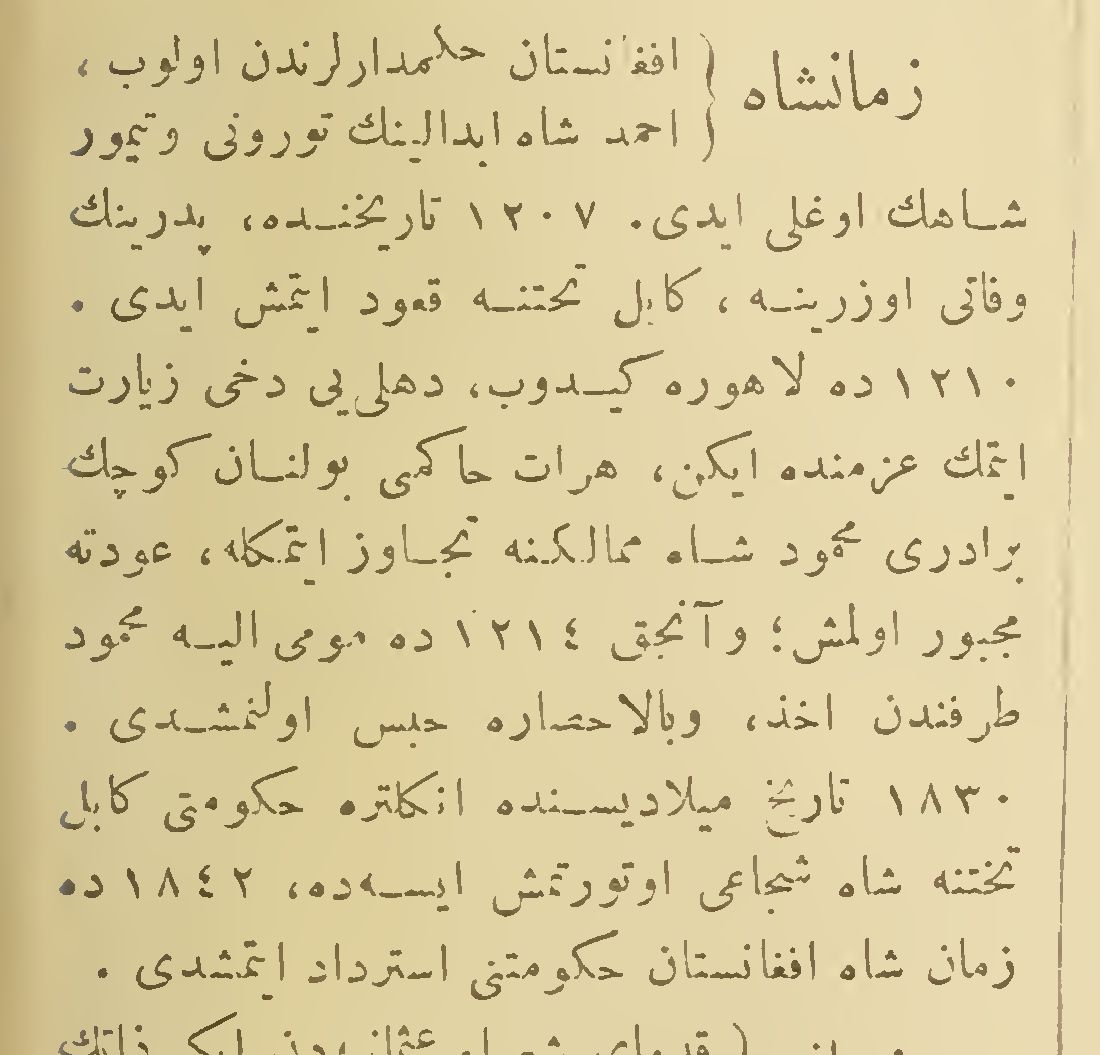 زمانشاه { افغانستان حكمدارلرندن اولوب ،
احمد شاه ابدالينك تورونى وتيمور
شاهك اوغلى ايدى. ١٢٠٧ تاريخنده، پدرينك
وفاتى اوزرينه ، كابل تختنه قعود ايتمش ايدى .
١٢١٠ ده لاهوره كيدوب، دهلى يى دخى زيارت
ايتمك عزمنده ايكن، هرات حاكمى بولنان كوچك
برادرى محمود شاه ممالكنه تجاوز ايتمكله، عودته
مجبور اولمش؛ و آنجق ١٢١٤ ده مومى اليه محمود
طرفندن اخذ، وبالاحصاره حبس اولنمشدى .
١٨٣٠ تاريخ ميلاديسنده انكلتره حكومتى كابل
تختنه شاه شجاعى اوتورتمش ايسه‌ده، ١٨٤٢ ده
زمان شاه افغانستان حكومتنى استرداد ايتمشدى .